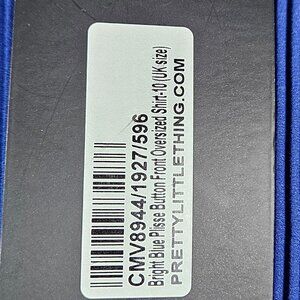 CMV8944/1927/596
Bright Blue Plisse Button Front Oversized Shirt-10 (UK size)
PRETTYLITTLETHING.COM